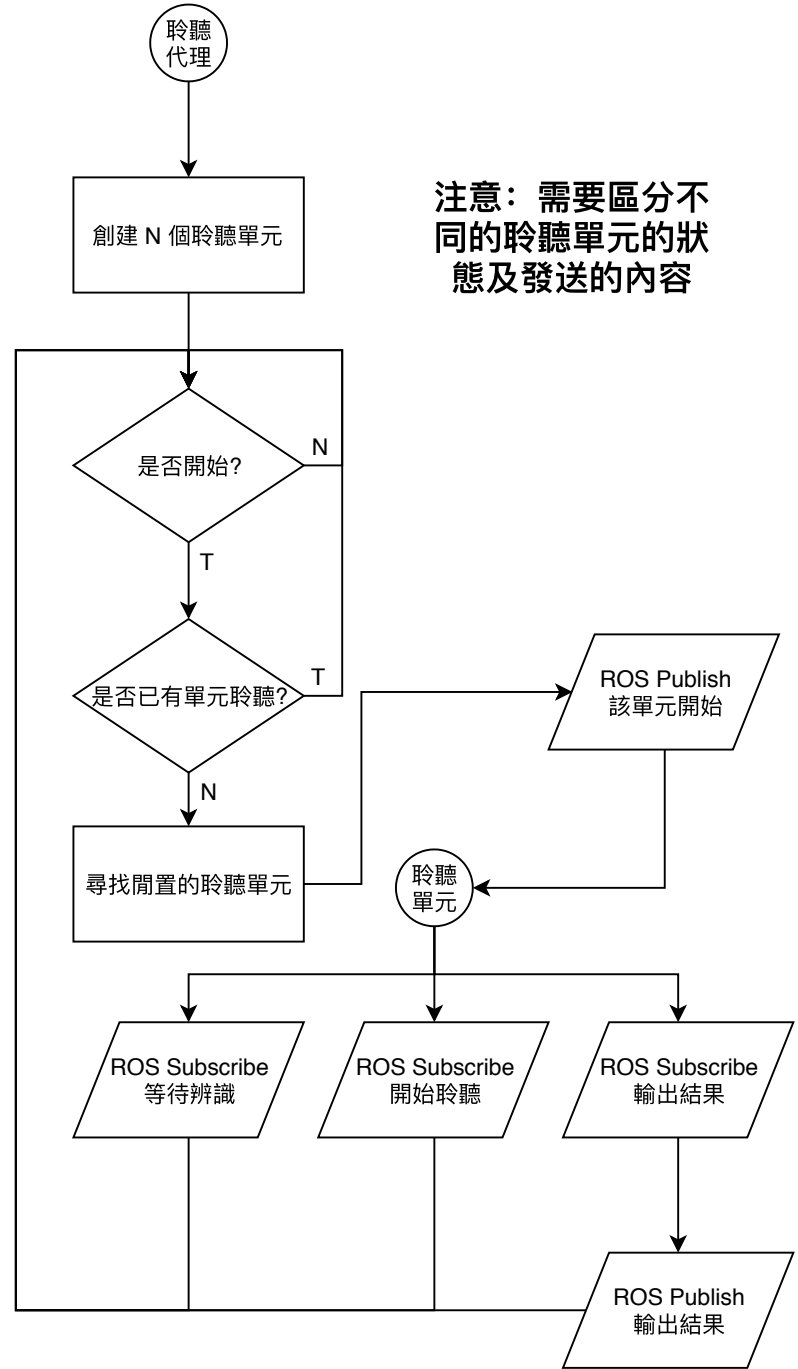 聆聽
代理
創建 N 個聆聽單元
注意：需要區分不
同的聆聽單元的狀
態及發送的內容
是否開始?
N
T
是否已有單元聆聽?
T
N
尋找閒置的聆聽單元
ROS Publish
該單元開始
聆聽
單元
ROS Subscribe
等待辨識
ROS Subscribe
開始聆聽
ROS Subscribe
輸出結果
ROS Publish
輸出結果